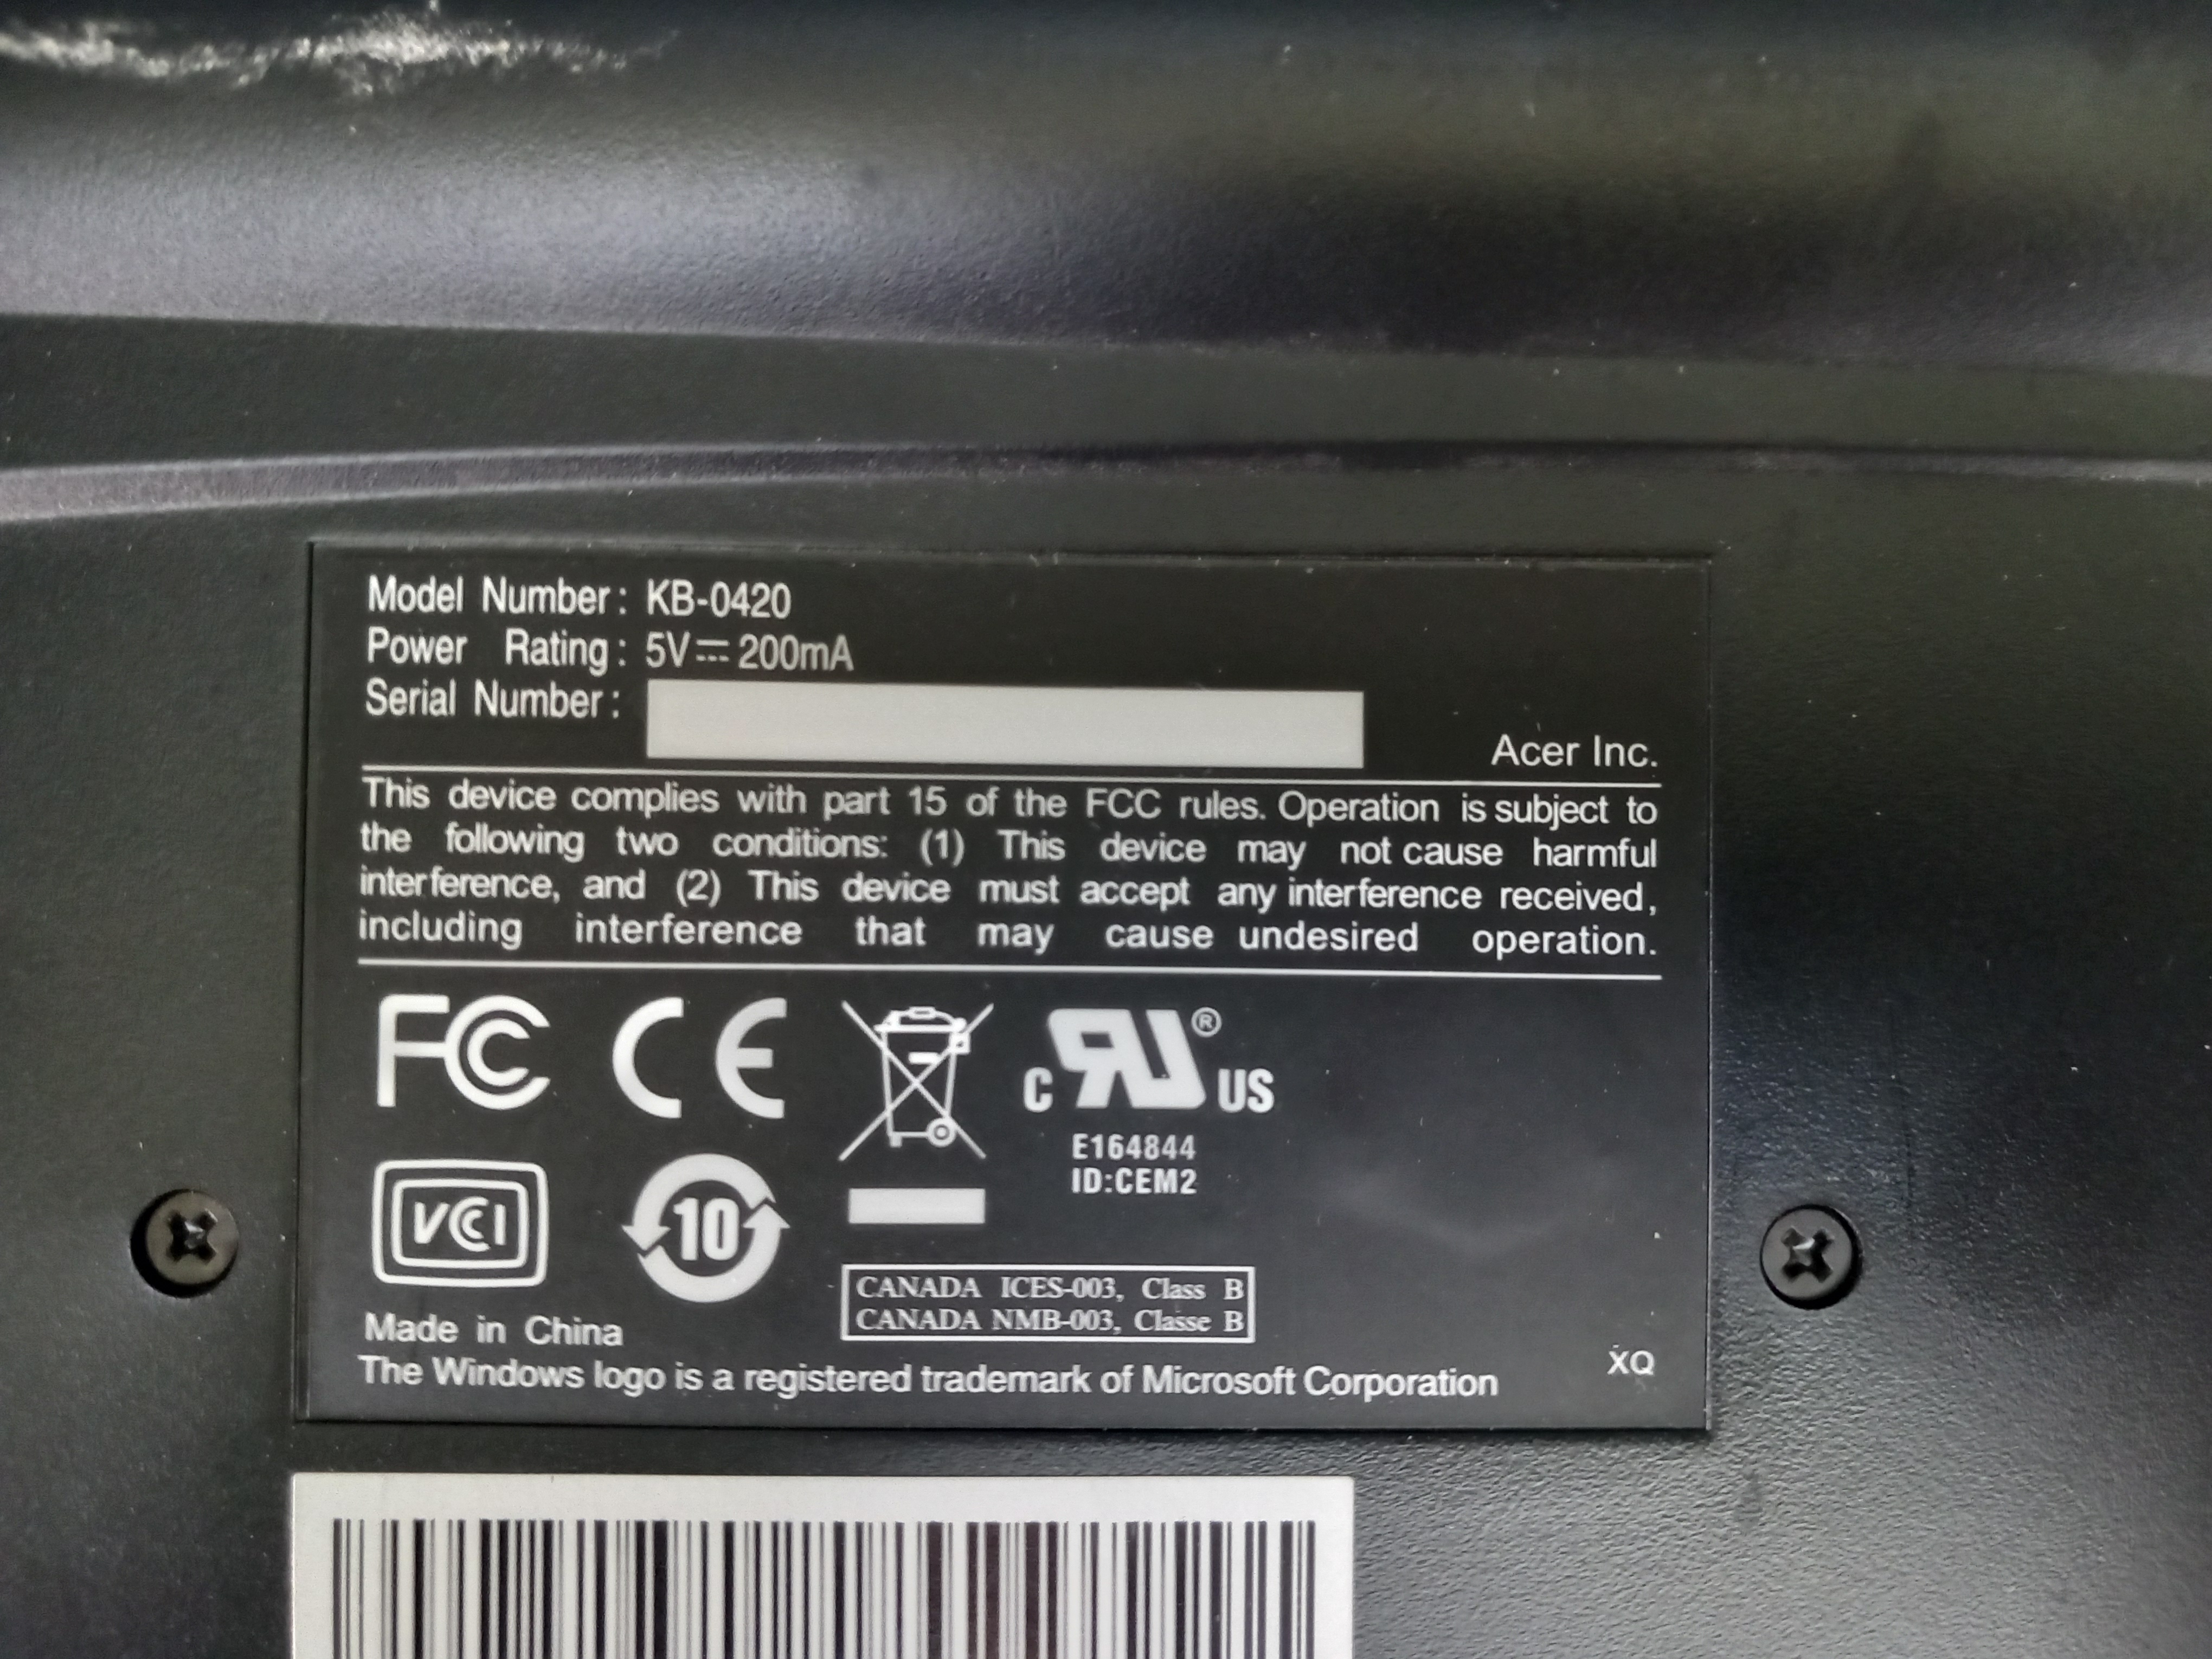 Model Number: KB-0420
Power Rating: 5V⎓200mA
Serial Number:
Acer Inc.
This device complies with part 15 of the FCC rules. Operation is subject to
the following two conditions: (1) This device may not cause harmful
interference, and (2) This device must accept any interference received,
including interference that may cause undesired operation.
FC CE
C RU® US
E164844
ID:CEM2
VCCI 10
CANADA ICES-003, Class B
CANADA NMB-003, Classe B
Made in China
The Windows logo is a registered trademark of Microsoft Corporation
XQ